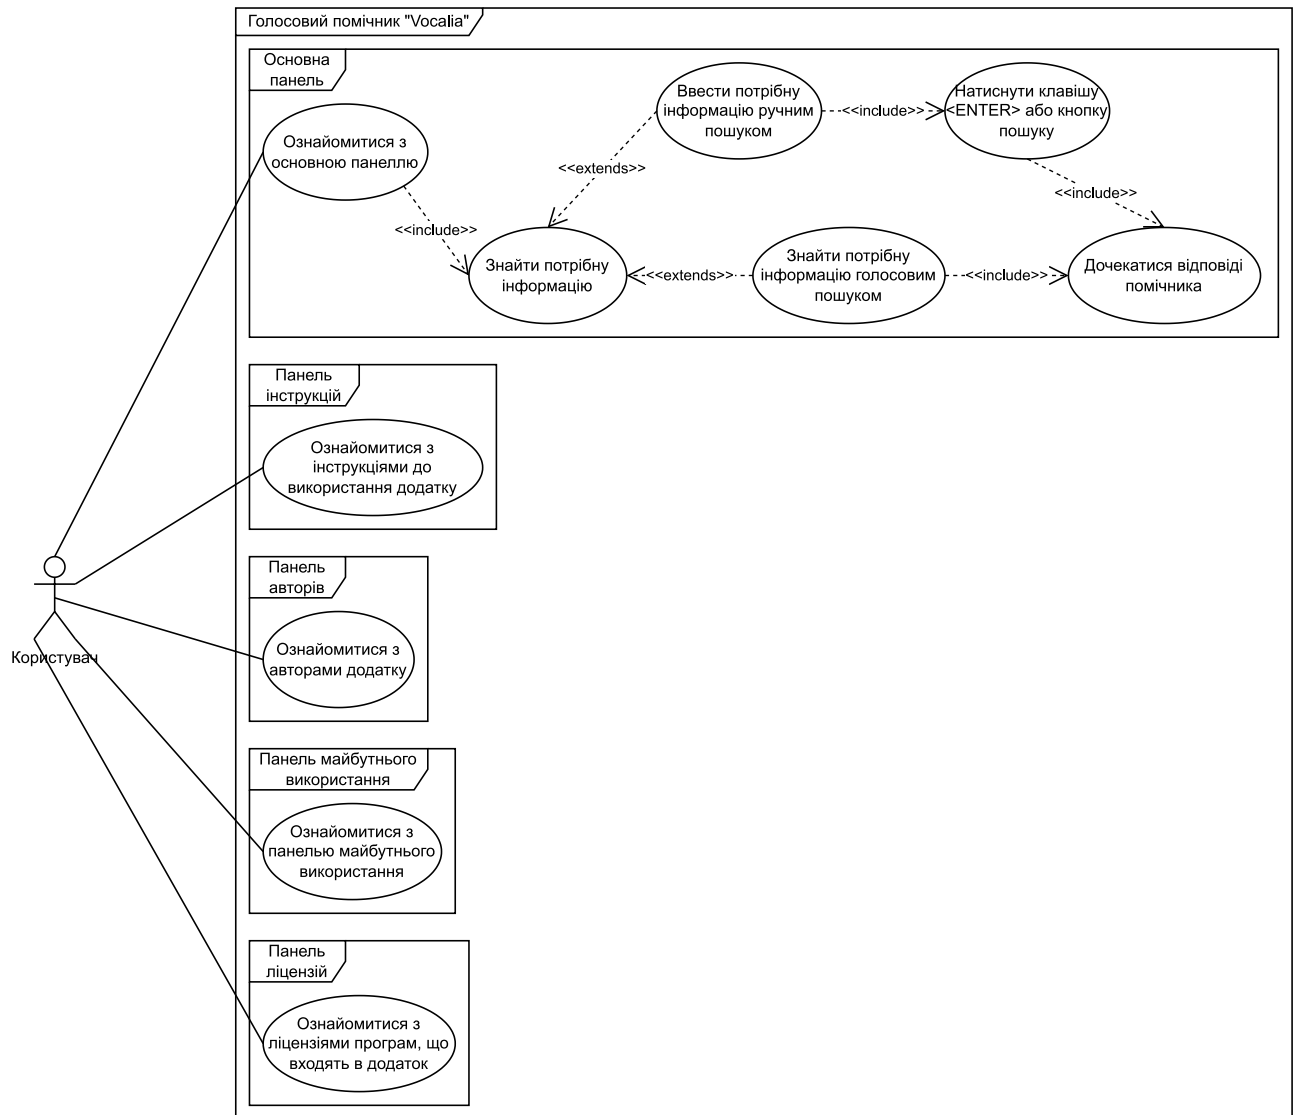 Голосовий помічник "Vocalia"
Основна
панель
Ознайомитися з
основною панеллю
Ввести потрібну
інформацію ручним
пошуком
<<include>>
Натиснути клавішу
<ENTER> або кнопку
пошуку
<<extends>>
<<include>>
<<include>>
Знайти потрібну
інформацію
<<extends>>
Знайти потрібну
інформацію голосовим
пошуком
<<include>>
Дочекатися відповіді
помічника
Панель
інструкцій
Ознайомитися з
інструкціями до
використання додатку
Користувач
Панель
авторів
Ознайомитися з
авторами додатку
Панель майбутнього
використання
Ознайомитися з
панелью майбутнього
використання
Панель
ліцензій
Ознайомитися з
ліцензіями програм, що
входять в додаток